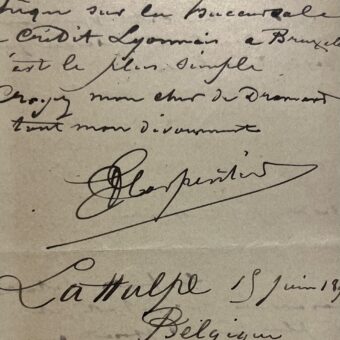 sur la Succursale
Crédit Lyonnais a Bruxel
c'est le plus simple
Croyez mon cher de Dramard
tout mon dévouement
Charpentier
La Hulpe 15 juin 18
Belgique